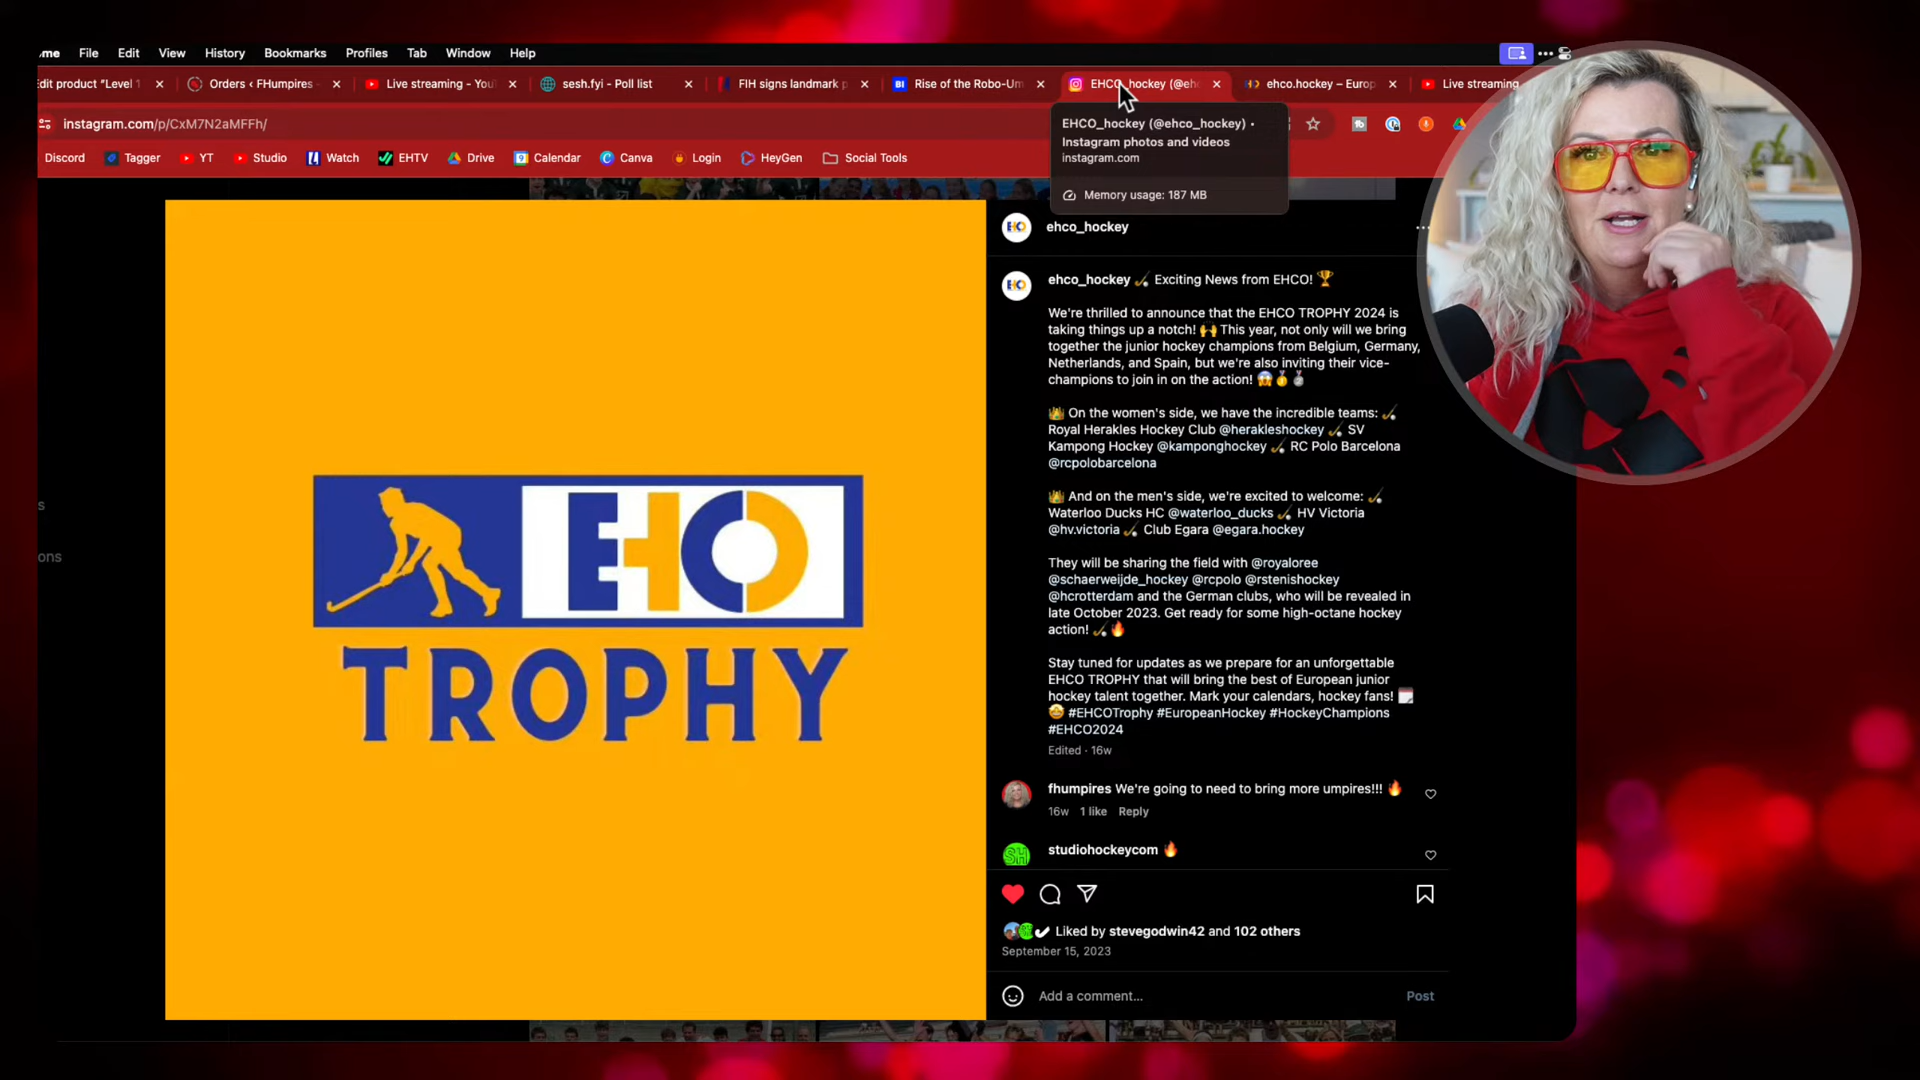 ome File Edit View History Bookmarks Profiles Tab Window Help
Edit product “Level 1 Orders ‹ FHumpires - Live streaming - You sesh.fyi - Poll list FIH signs landmark p Rise of the Robo-Um EHCO_hockey (@ehc ehco.hockey – Europ Live streaming
instagram.com/p/CxM7N2aMFFh/
EHCO_hockey (@ehco_hockey) •
Instagram photos and videos
instagram.com
Memory usage: 187 MB
Discord Tagger YT Studio Watch EHTV Drive Calendar Canva Login HeyGen Social Tools
ehco_hockey
ehco_hockey 🏑 Exciting News from EHCO! 🏆
We're thrilled to announce that the EHCO TROPHY 2024 is
taking things up a notch! 🙌 This year, not only will we bring
together the junior hockey champions from Belgium, Germany,
Netherlands, and Spain, but we're also inviting their vice-
champions to join in on the action! 😱🥇🥈
👑 On the women's side, we have the incredible teams: 🏑
Royal Herakles Hockey Club @herakleshockey 🏑 SV
Kampong Hockey @kamponghockey 🏑 RC Polo Barcelona
@rcpolobarcelona
👑 And on the men's side, we're excited to welcome: 🏑
Waterloo Ducks HC @waterloo_ducks 🏑 HV Victoria
@hv.victoria 🏑 Club Egara @egara.hockey
They will be sharing the field with @royaloree
@schaerweijde_hockey @rcpolo @rstenishockey
@hcrotterdam and the German clubs, who will be revealed in
late October 2023. Get ready for some high-octane hockey
action! 🏑🔥
Stay tuned for updates as we prepare for an unforgettable
EHCO TROPHY that will bring the best of European junior
hockey talent together. Mark your calendars, hockey fans! 🗓️
🤩 #EHCOTrophy #EuropeanHockey #HockeyChampions
#EHCO2024
Edited · 16w
fhumpires We're going to need to bring more umpires!!! 🔥
16w 1 like Reply
studiohockeycom 🔥
Liked by stevegodwin42 and 102 others
September 15, 2023
Add a comment... Post
EHCO
TROPHY
s
ons